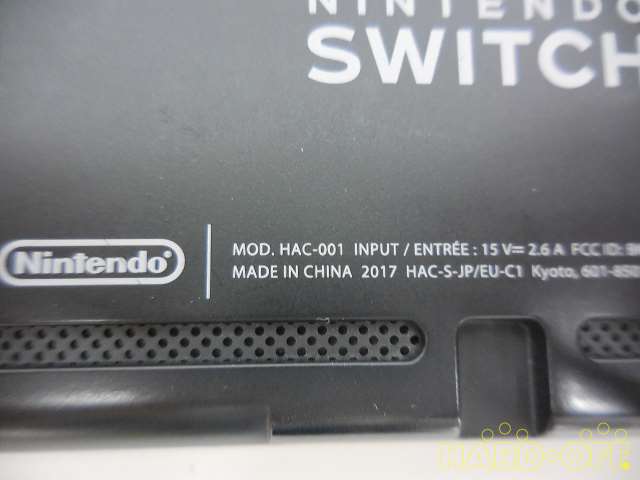 NINTENDO
SWITCH
Nintendo
MOD. HAC-001 INPUT / ENTRÉE : 15 V⎓ 2.6 A FCC ID:
MADE IN CHINA 2017 HAC-S-JP/EU-C1 Kyoto,
HARD-OFF